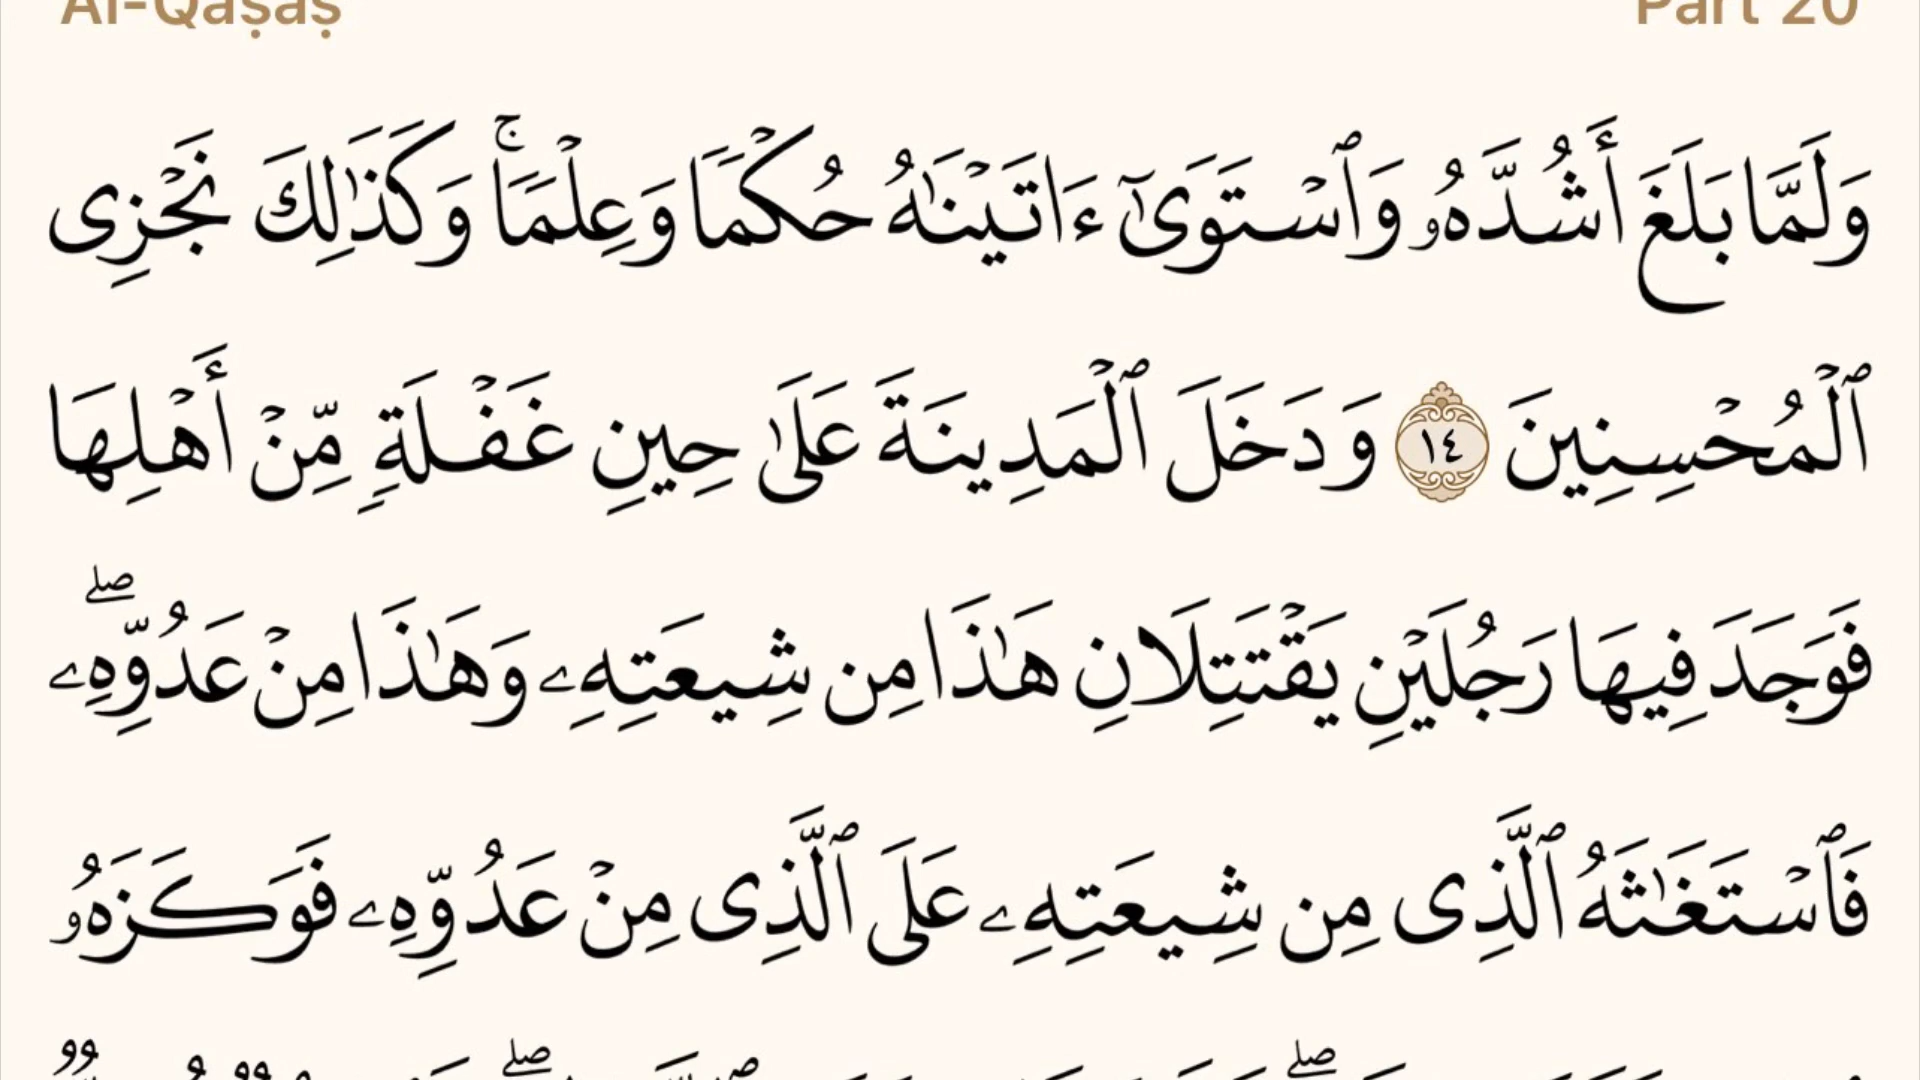 Al-Qaṣaṣ Part 20
وَلَمَّا بَلَغَ أَشُدَّهُۥ وَٱسْتَوَىٰٓ ءَاتَيْنَٰهُ حُكْمًا وَعِلْمًا ۚ وَكَذَٰلِكَ نَجْزِى
ٱلْمُحْسِنِينَ ١٤ وَدَخَلَ ٱلْمَدِينَةَ عَلَىٰ حِينِ غَفْلَةٍ مِّنْ أَهْلِهَا
فَوَجَدَ فِيهَا رَجُلَيْنِ يَقْتَتِلَانِ هَٰذَا مِن شِيعَتِهِۦ وَهَٰذَا مِنْ عَدُوِّهِۦ ۖ
فَٱسْتَغَٰثَهُ ٱلَّذِى مِن شِيعَتِهِۦ عَلَى ٱلَّذِى مِنْ عَدُوِّهِۦ فَوَكَزَهُۥ